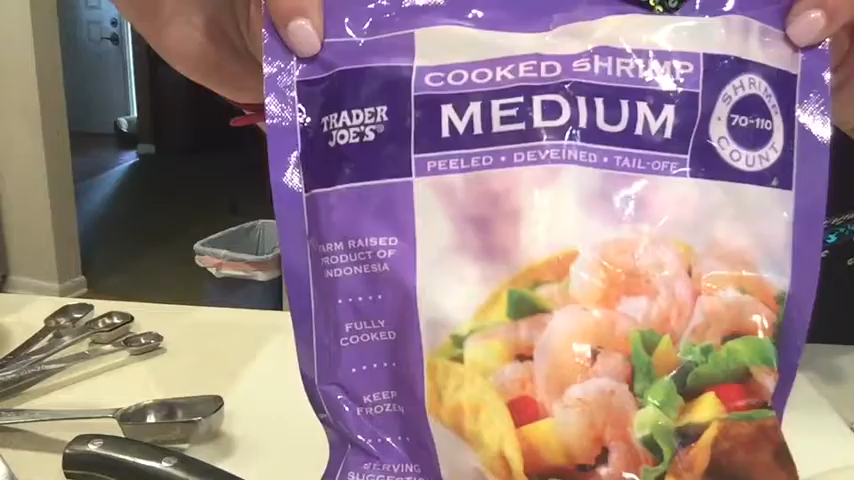 COOKED SHRIMP
TRADER
JOE'S®
MEDIUM
SHRIMP
70-110
COUNT
PEELED • DEVEINED • TAIL-OFF
FARM RAISED
PRODUCT OF
INDONESIA
FULLY
COOKED
KEEP
FROZEN
SERVING
SUGGESTION